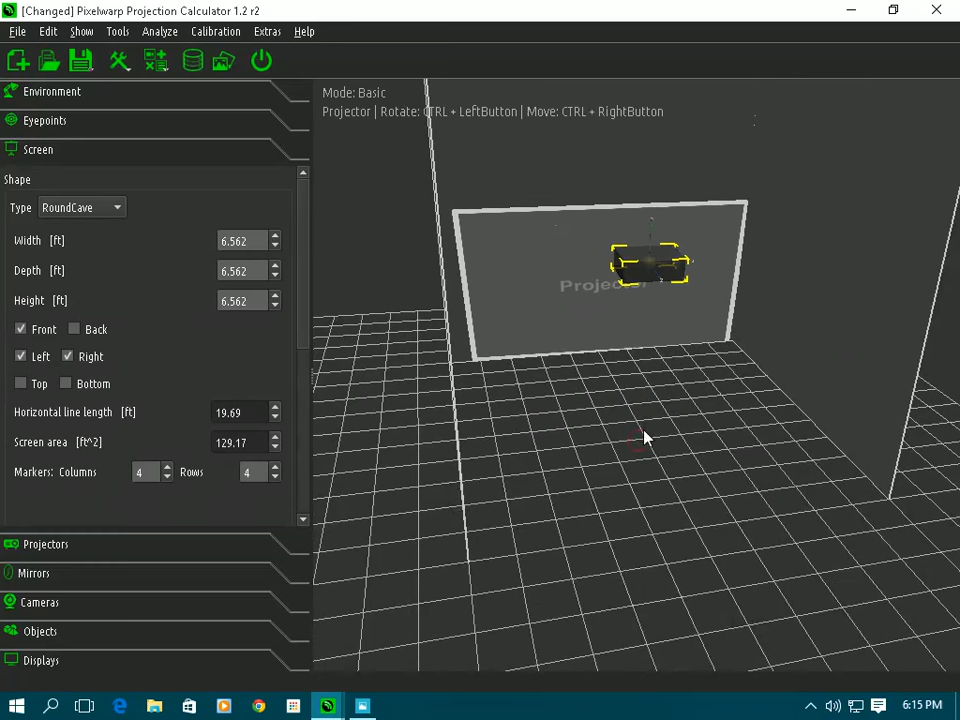 [Changed] Pixelwarp Projection Calculator 1.2 r2
File Edit Show Tools Analyze Calibration Extras Help
Environment
Eyepoints
Screen
Shape
Type RoundCave
Width [ft] 6.562
Depth [ft] 6.562
Height [ft] 6.562
Front Back
Left Right
Top Bottom
Horizontal line length [ft] 19.69
Screen area [ft^2] 129.17
Markers: Columns 4 Rows 4
Projectors
Mirrors
Cameras
Objects
Displays
Mode: Basic
Projector | Rotate: CTRL + LeftButton | Move: CTRL + RightButton
Projector
6:15 PM